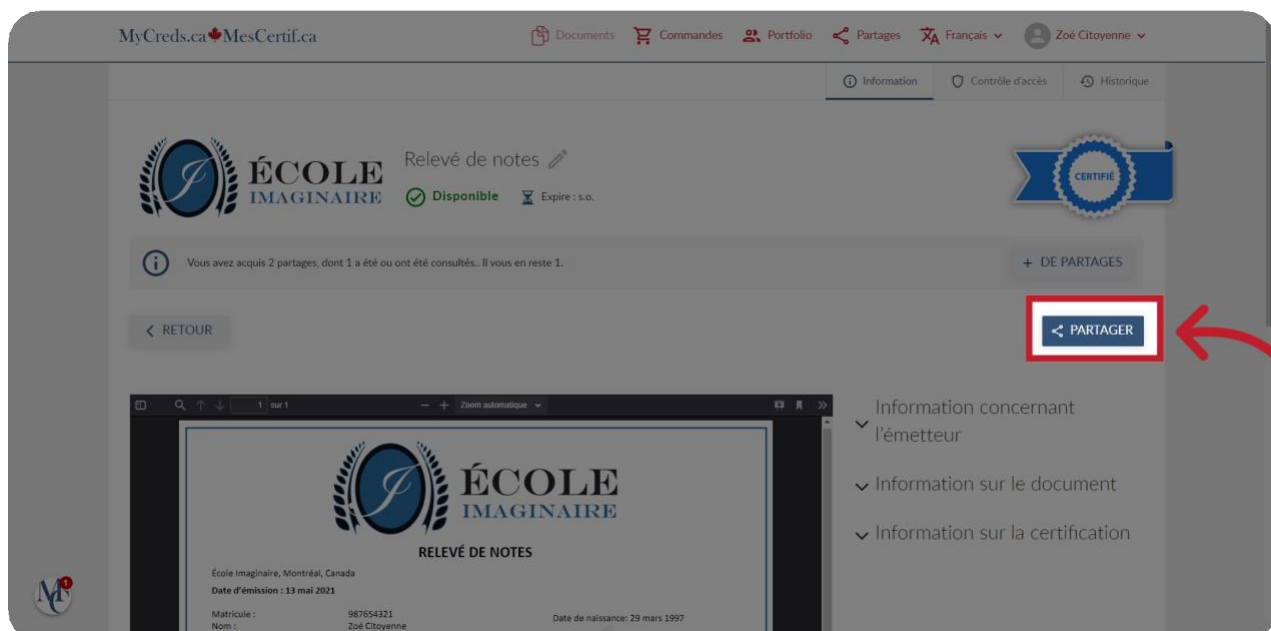 MyCreds.ca MesCertif.ca Documents Commandes Portfolio Partages Français Zoé Citoyenne
Information Contrôle d'accès Historique
ÉCOLE
IMAGINAIRE
Relevé de notes
Disponible Expire : s.o.
CERTIFIÉ
Vous avez acquis 2 partages, dont 1 a été ou ont été consultés.. Il vous en reste 1.
+ DE PARTAGES
RETOUR
PARTAGER
1 sur 1 Zoom automatique
ÉCOLE
IMAGINAIRE
RELEVÉ DE NOTES
École Imaginaire, Montréal, Canada
Date d'émission : 13 mai 2021
Matricule : 987654321
Date de naissance: 29 mars 1997
Nom : Zoé Citoyenne
Information concernant
l'émetteur
Information sur le document
Information sur la certification
1